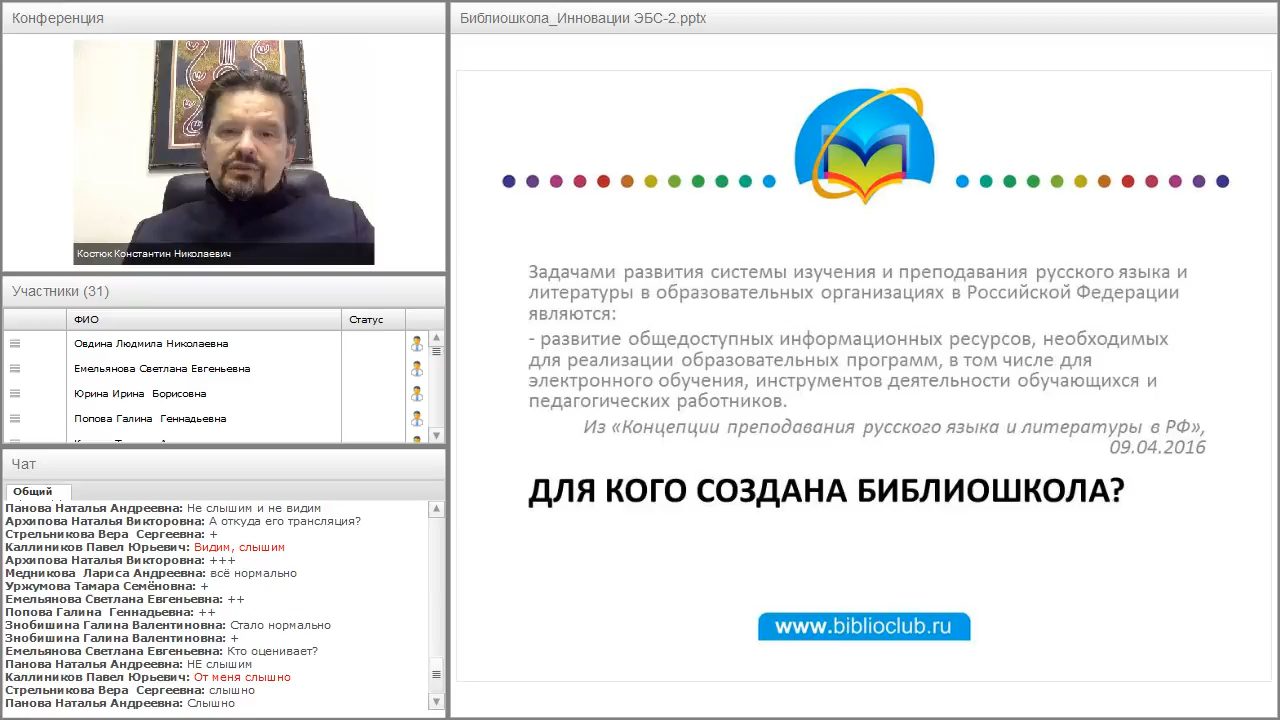 Конференция
Костюк Константин Николаевич
Участники (31)
ФИО
Статус
Овдина Людмила Николаевна
Емельянова Светлана Евгеньевна
Юрина Ирина  Борисовна
Попова Галина  Геннадьевна
Чат
Общий
Панова Наталья Андреевна: Не слышим и не видим
Архипова Наталья Викторовна: А откуда его трансляция?
Стрельникова Вера  Сергеевна: +
Каллиников Павел Юрьевич: Видим, слышим
Архипова Наталья Викторовна: +++
Медникова  Лариса Андреевна: всё нормально
Уржумова Тамара Семёновна: +
Емельянова Светлана Евгеньевна: ++
Попова Галина  Геннадьевна: ++
Знобишина Галина Валентиновна: Стало нормально
Знобишина Галина Валентиновна: +
Емельянова Светлана Евгеньевна: Кто оценивает?
Панова Наталья Андреевна: НЕ слышим
Каллиников Павел Юрьевич: От меня слышно
Стрельникова Вера  Сергеевна: слышно
Панова Наталья Андреевна: Слышно
Библиошкола_Инновации ЭБС-2.pptx
Задачами развития системы изучения и преподавания русского языка и
литературы в образовательных организациях в Российской Федерации
являются:
- развитие общедоступных информационных ресурсов, необходимых
для реализации образовательных программ, в том числе для
электронного обучения, инструментов деятельности обучающихся и
педагогических работников.
Из «Концепции преподавания русского языка и литературы в РФ»,
09.04.2016
ДЛЯ КОГО СОЗДАНА БИБЛИОШКОЛА?
www.biblioclub.ru